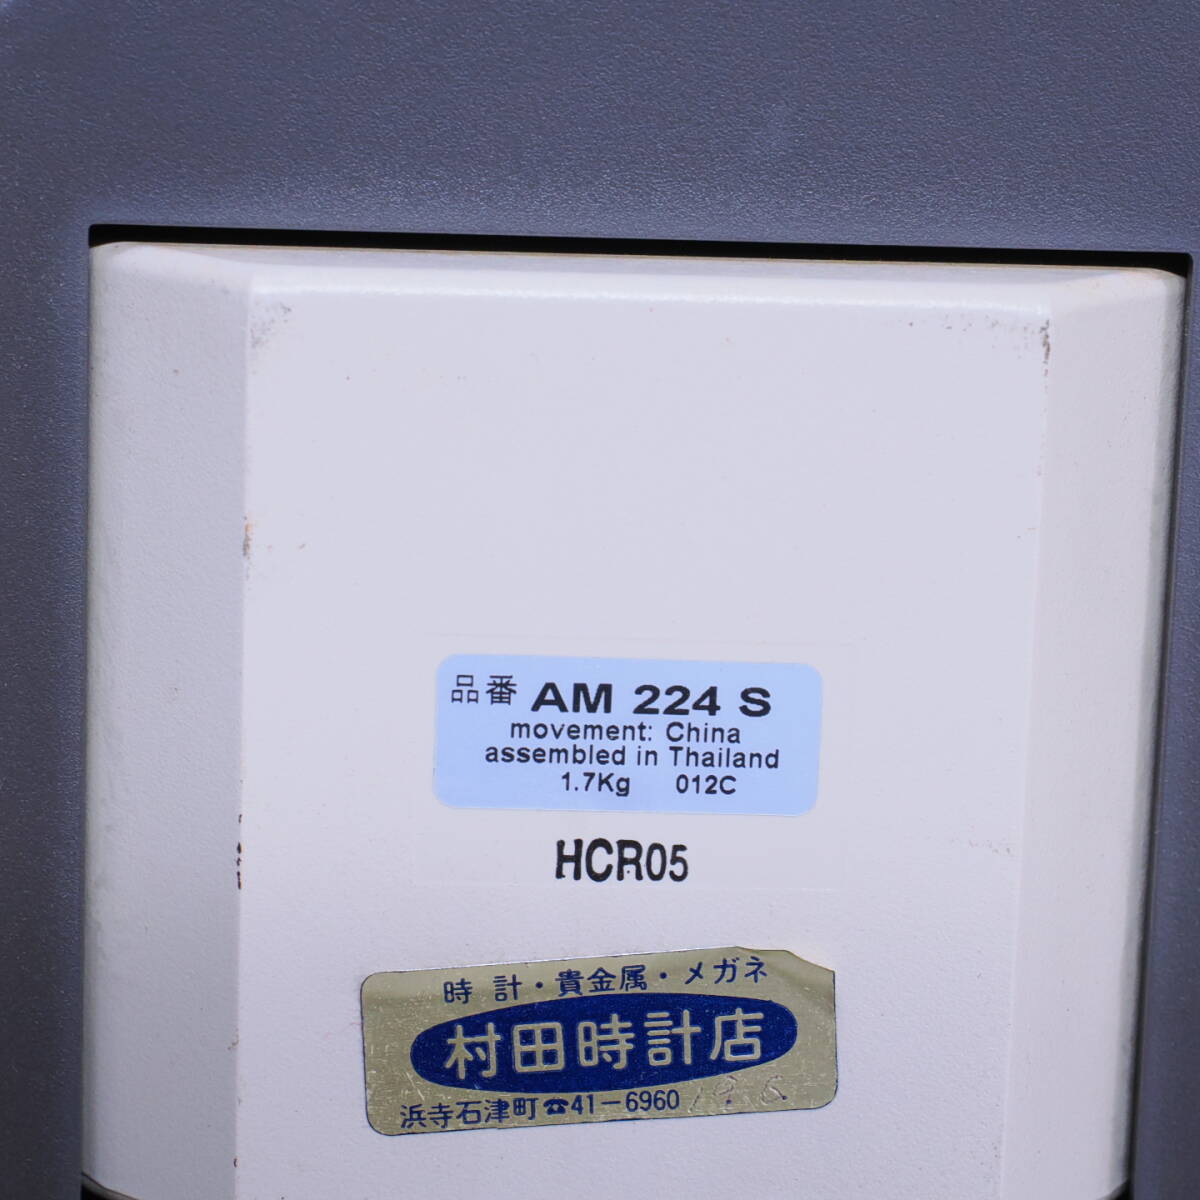 品番 AM 224 S
movement: China
assembled in Thailand
1.7Kg 012C
HCR05
時計・貴金属・メガネ
村田時計店
浜寺石津町☎41-6960